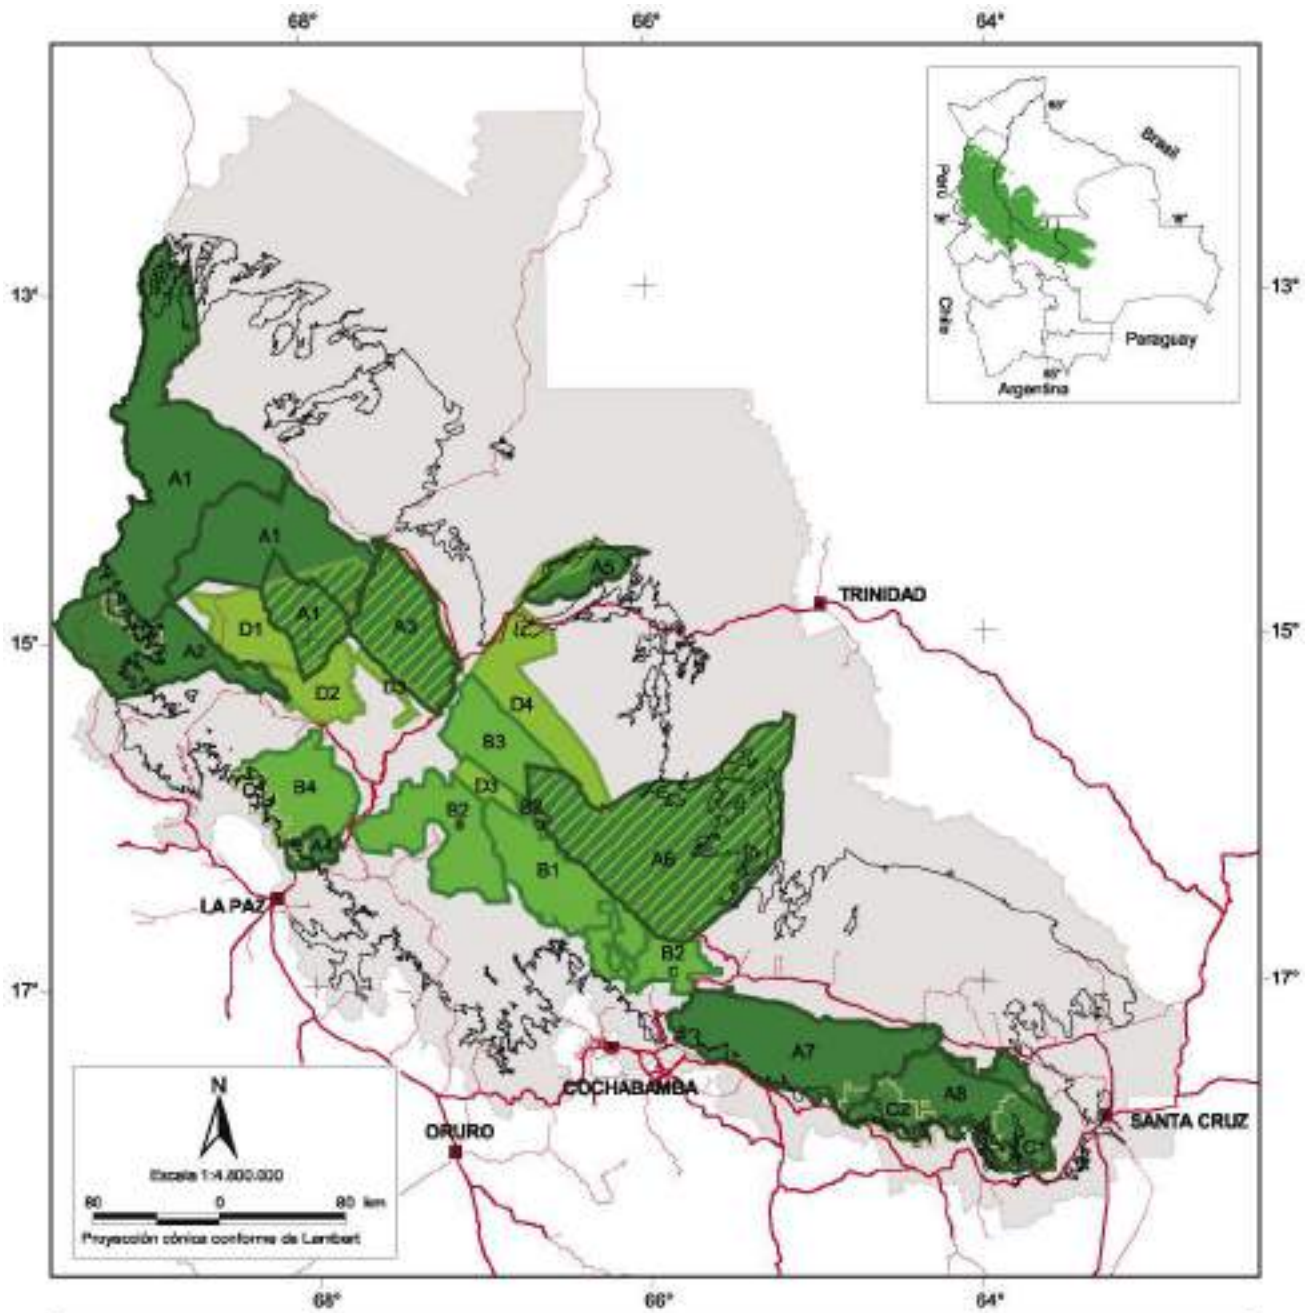 68°
66°
64°
65°
Brasil
Perú
Chile
Paraguay
65°
Argentina
13°
13°
A1
A1
A5
TRINIDAD
A1
A3
D1
15°
15°
A2
D2
D3
D4
B3
B4
D3
B2
A4
A6
B1
LA PAZ
B2
17°
17°
A7
A8
C2
C1
COCHABAMBA
SANTA CRUZ
ORURO
N
Escala 1:4.800.000
80 0 80 km
Proyección cónica conforme de Lambert
68°
66°
64°